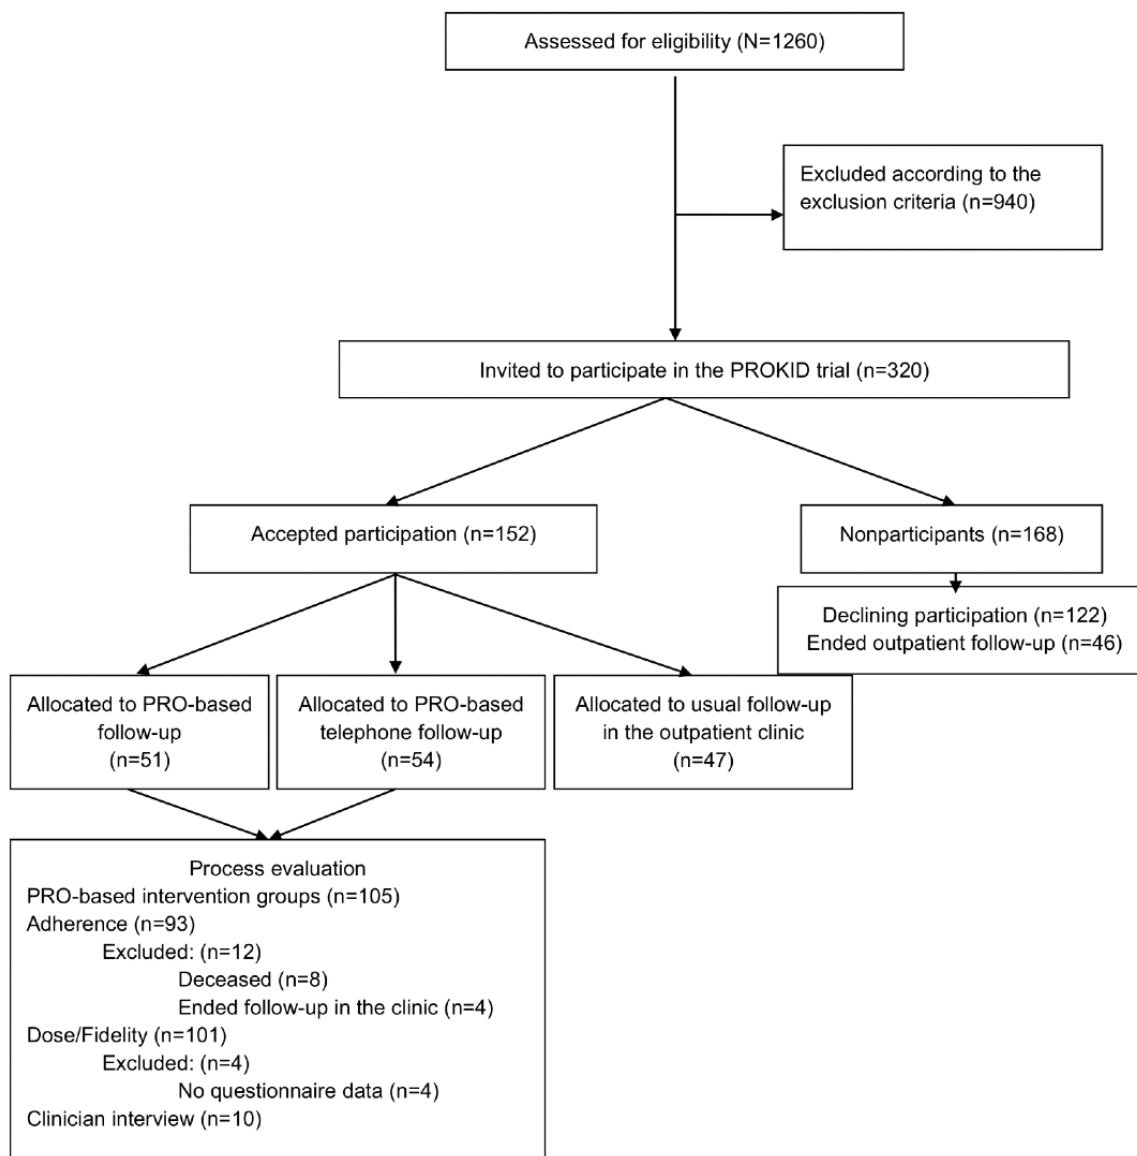 Assessed for eligibility (N=1260)
Excluded according to the
exclusion criteria (n=940)
Invited to participate in the PROKID trial (n=320)
Accepted participation (n=152)
Nonparticipants (n=168)
Declining participation (n=122)
Ended outpatient follow-up (n=46)
Allocated to PRO-based
follow-up
(n=51)
Allocated to PRO-based
telephone follow-up
(n=54)
Allocated to usual follow-up
in the outpatient clinic
(n=47)
Process evaluation
PRO-based intervention groups (n=105)
Adherence (n=93)
Excluded: (n=12)
Deceased (n=8)
Ended follow-up in the clinic (n=4)
Dose/Fidelity (n=101)
Excluded: (n=4)
No questionnaire data (n=4)
Clinician interview (n=10)